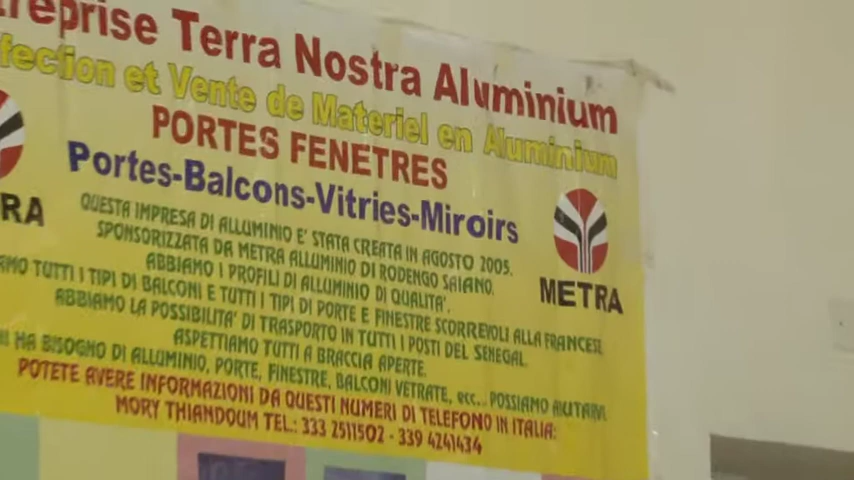 treprise Terra Nostra Aluminium
fection et Vente de Materiel en Aluminium
PORTES FENETRES
Portes-Balcons-Vitries-Miroirs
QUESTA IMPRESA DI ALLUMINIO E' STATA CREATA IN AGOSTO 2005.
SPONSORIZZATA DA METRA ALLUMINIO DI RODENGO SAIANO.
ABBIAMO I PROFILI DI ALLUMINIO DI QUALITA'.
AMO TUTTI I TIPI DI BALCONI E TUTTI I TIPI DI PORTE E FINESTRE SCORREVOLI ALLA FRANCESE
ABBIAMO LA POSSIBILITA' DI TRASPORTO IN TUTTI I POSTI DEL SENEGAL.
ASPETTIAMO TUTTI A BRACCIA APERTE.
HI HA BISOGNO DI ALLUMINIO, PORTE, FINESTRE, BALCONI VETRATE, ecc.. POSSIAMO AIUTARVI
POTETE AVERE INFORMAZIONI DA QUESTI NUMERI DI TELEFONO IN ITALIA:
MORY THIANDOUM TEL.: 333 2511502 - 339 4241434
RA
METRA